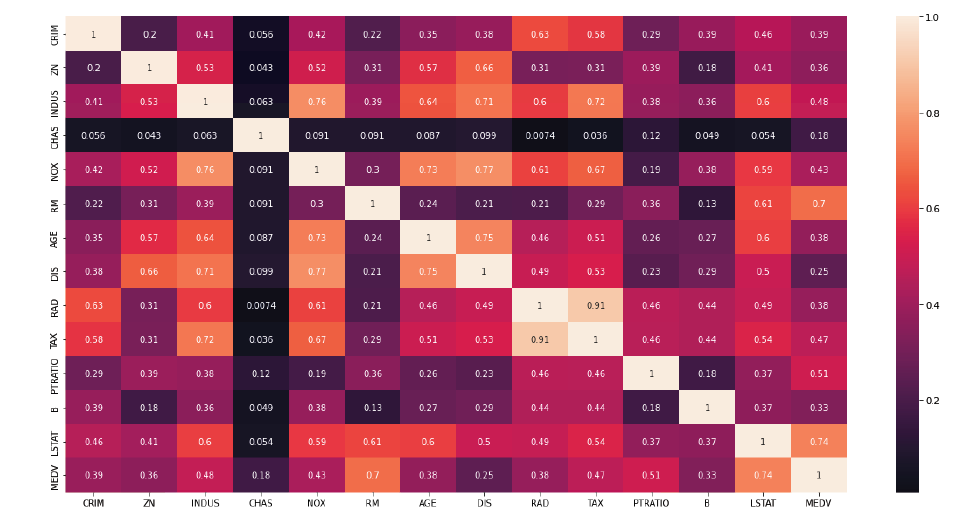 CRIM 1 0.2 0.41 0.056 0.42 0.22 0.35 0.38 0.63 0.58 0.29 0.39 0.46 0.39
ZN 0.2 1 0.53 0.043 0.52 0.31 0.57 0.66 0.31 0.31 0.39 0.18 0.41 0.36
INDUS 0.41 0.53 1 0.063 0.76 0.39 0.64 0.71 0.6 0.72 0.38 0.36 0.6 0.48
CHAS 0.056 0.043 0.063 1 0.091 0.091 0.087 0.099 0.0074 0.036 0.12 0.049 0.054 0.18
NOX 0.42 0.52 0.76 0.091 1 0.3 0.73 0.77 0.61 0.67 0.19 0.38 0.59 0.43
RM 0.22 0.31 0.39 0.091 0.3 1 0.24 0.21 0.21 0.29 0.36 0.13 0.61 0.7
AGE 0.35 0.57 0.64 0.087 0.73 0.24 1 0.75 0.46 0.51 0.26 0.27 0.6 0.38
DIS 0.38 0.66 0.71 0.099 0.77 0.21 0.75 1 0.49 0.53 0.23 0.29 0.5 0.25
RAD 0.63 0.31 0.6 0.0074 0.61 0.21 0.46 0.49 1 0.91 0.46 0.44 0.49 0.38
TAX 0.58 0.31 0.72 0.036 0.67 0.29 0.51 0.53 0.91 1 0.46 0.44 0.54 0.47
PTRATIO 0.29 0.39 0.38 0.12 0.19 0.36 0.26 0.23 0.46 0.46 1 0.18 0.37 0.51
B 0.39 0.18 0.36 0.049 0.38 0.13 0.27 0.29 0.44 0.44 0.18 1 0.37 0.33
LSTAT 0.46 0.41 0.6 0.054 0.59 0.61 0.6 0.5 0.49 0.54 0.37 0.37 1 0.74
MEDV 0.39 0.36 0.48 0.18 0.43 0.7 0.38 0.25 0.38 0.47 0.51 0.33 0.74 1
CRIM ZN INDUS CHAS NOX RM AGE DIS RAD TAX PTRATIO B LSTAT MEDV
1.0
0.8
0.6
0.4
0.2